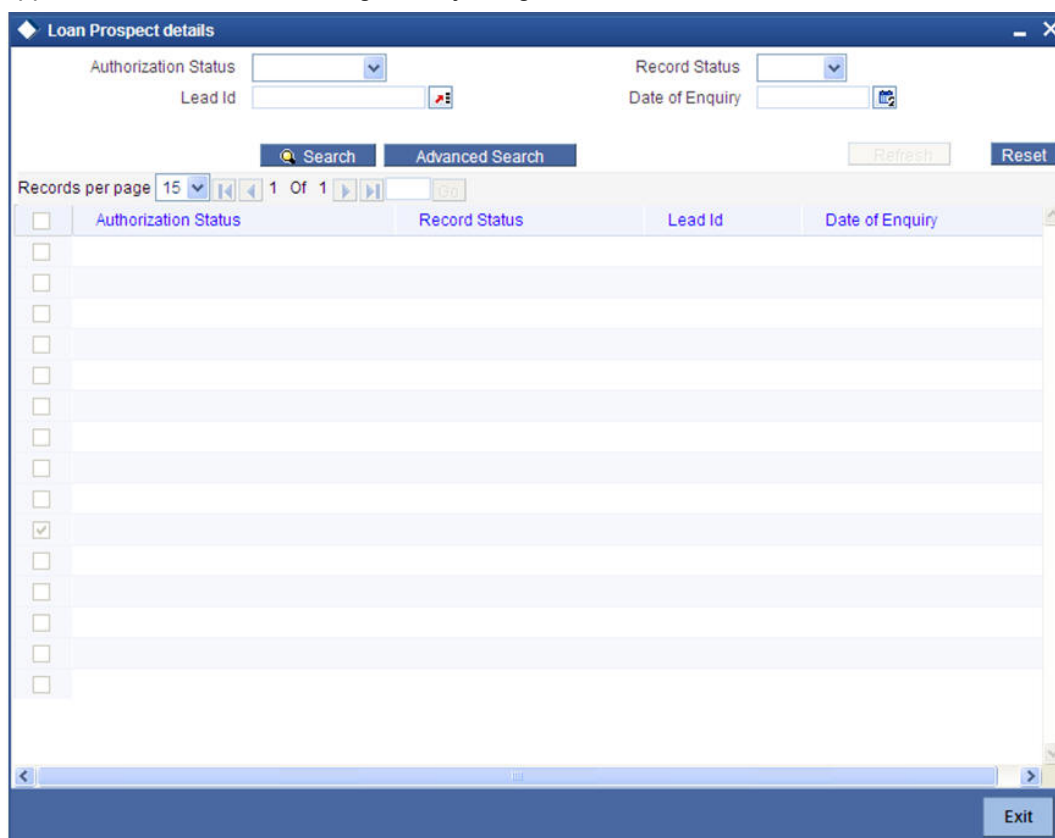 Loan Prospect details
Authorization Status Record Status
Lead Id Date of Enquiry
Search Advanced Search Refresh Reset
Records per page 15 1 Of 1 Go
Authorization Status Record Status Lead Id Date of Enquiry
Exit